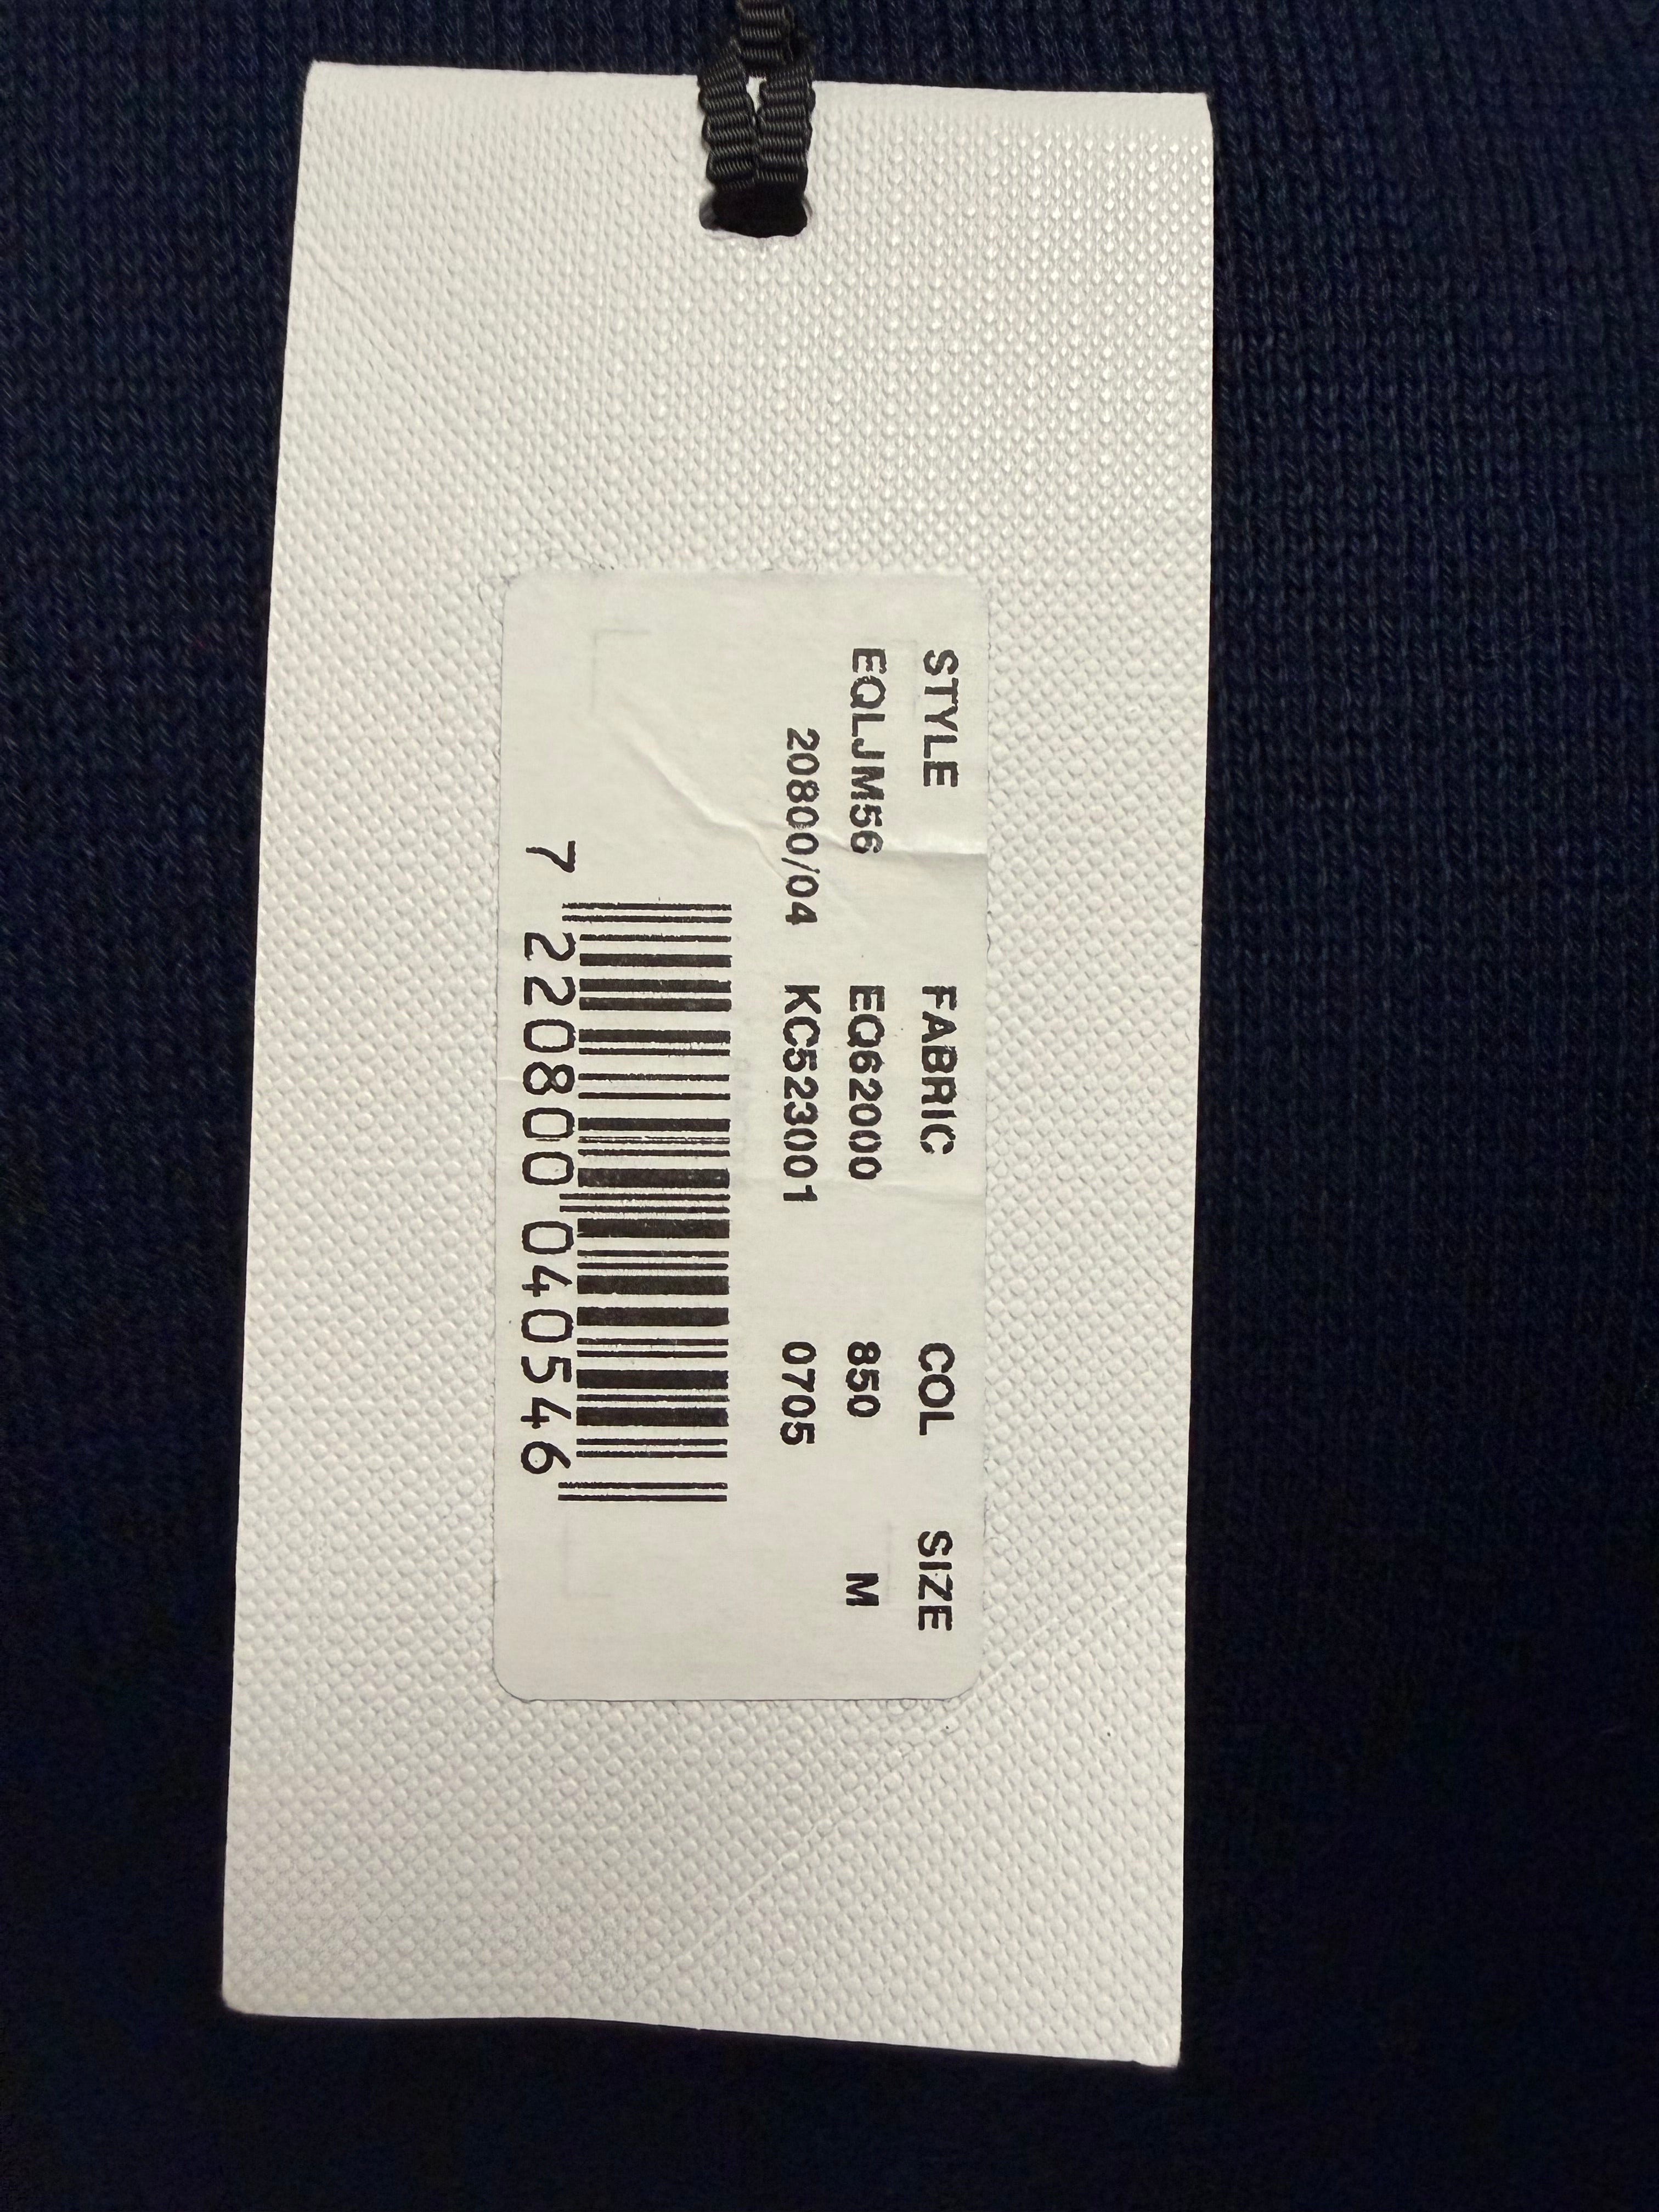 STYLE FABRIC COL SIZE
EQLJM56 EQ62000 850 M
20800/04 KC523001 0705
7 220800 040546